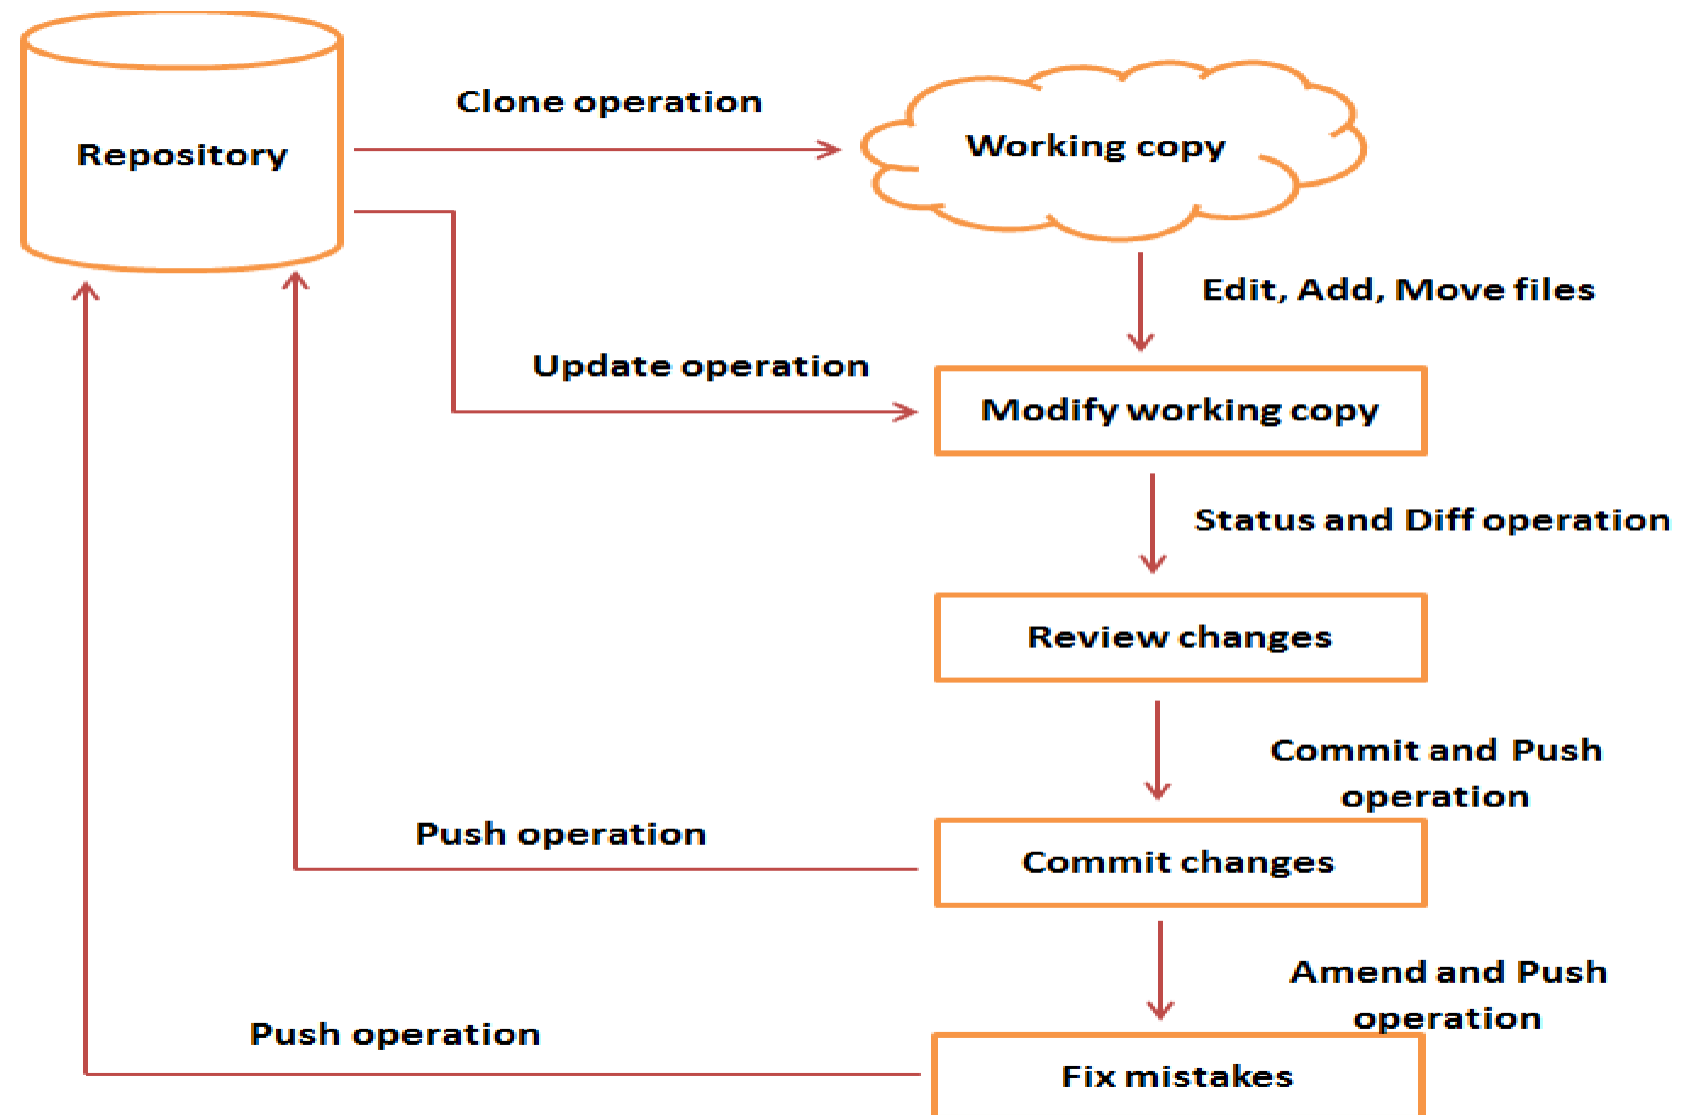 Clone operation
Repository
Working copy
Edit, Add, Move files
Update operation
Modify working copy
Status and Diff operation
Review changes
Commit and Push
operation
Push operation
Commit changes
Amend and Push
operation
Push operation
Fix mistakes